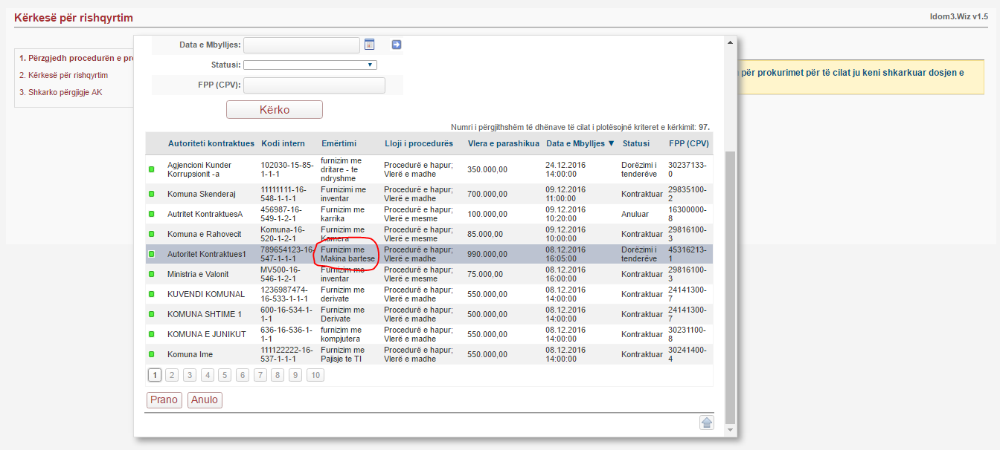 Kërkesë për rishqyrtim
Idom3.Wiz v1.5
1. Përzgjedh procedurën e pr
2. Kërkesë për rishqyrtim
3. Shkarko përgjigje AK
për prokurimet për të cilat ju keni shkarkuar dosjen e
Data e Mbylljes:
Statusi:
FPP (CPV):
Kërko
Numri i përgjithshëm të dhënave të cilat i plotësojnë kriteret e kërkimit: 97.
Autoriteti kontraktues Kodi intern Emërtimi Lloji i procedurës Vlera e parashikua Data e Mbylljes ▼ Statusi FPP (CPV)
Agjencioni Kunder
Korrupsionit -a
102030-15-85-
1-1-1
furnizim me
dritare - te
ndryshme
Procedurë e hapur;
Vlerë e madhe
350.000,00
24.12.2016
14:00:00
Dorëzimi i
tenderëve
30237133-
0
Komuna Skenderaj
11111111-16-
548-1-1-1
Furnizimi me
inventar
Procedurë e hapur;
Vlerë e madhe
700.000,00
09.12.2016
11:00:00
Kontraktuar
29835100-
2
Autritet KontraktuesA
456987-16-
549-1-2-1
Furnizim me
karrika
Procedurë e hapur;
Vlerë e mesme
100.000,00
09.12.2016
10:20:00
Anuluar
16300000-
8
Komuna e Rahovecit
Komuna-16-
520-1-2-1
Furnizim me
Kamera
Procedurë e hapur;
Vlerë e mesme
85.000,00
09.12.2016
10:00:00
Kontraktuar
29816100-
3
Autoritet Kontraktues1
789654123-16-
547-1-1-1
Furnizim me
Makina bartese
Procedurë e hapur;
Vlerë e madhe
990.000,00
08.12.2016
16:05:00
Dorëzimi i
tenderëve
45316213-
1
Ministria e Valonit
MV500-16-
546-1-2-1
Furnizim me
inventar
Procedurë e hapur;
Vlerë e mesme
75.000,00
08.12.2016
16:00:00
Kontraktuar
29816100-
3
KUVENDI KOMUNAL
1236987474-
16-533-1-1-1
Furnizim me
derivate
Procedurë e hapur;
Vlerë e madhe
550.000,00
08.12.2016
14:00:00
Kontraktuar
24141300-
7
KOMUNA SHTIME 1
600-16-534-1-
1-1
Furnizim me
Derivate
Procedurë e hapur;
Vlerë e madhe
500.000,00
08.12.2016
14:00:00
Kontraktuar
24141300-
7
KOMUNA E JUNIKUT
636-16-536-1-
1-1
furnizim me
kompjutera
Procedurë e hapur;
Vlerë e madhe
550.000,00
08.12.2016
14:00:00
Kontraktuar
30231100-
8
Komuna Ime
111122222-16-
537-1-1-1
Furnizim me
Pajisje te TI
Procedurë e hapur;
Vlerë e madhe
550.000,00
08.12.2016
14:00:00
Kontraktuar
30241400-
4
1 2 3 4 5 6 7 8 9 10
Prano Anulo